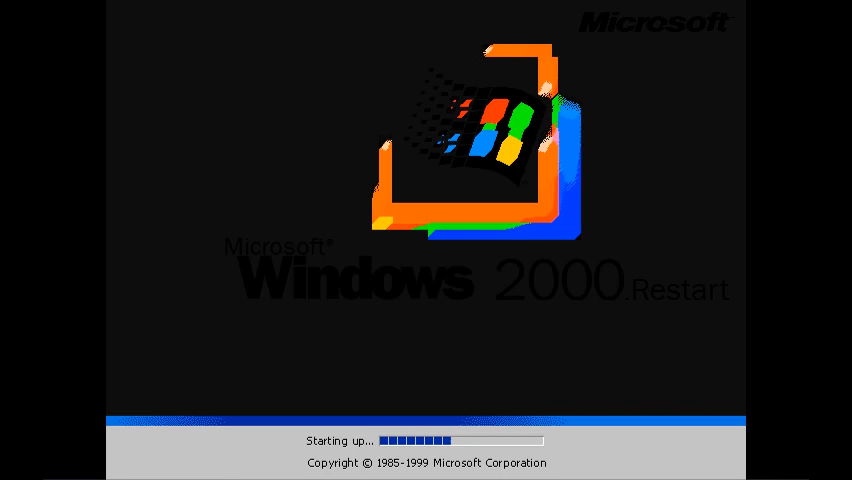 Microsoft
Microsoft®
Windows 2000.Restart
Starting up...
Copyright © 1985-1999 Microsoft Corporation